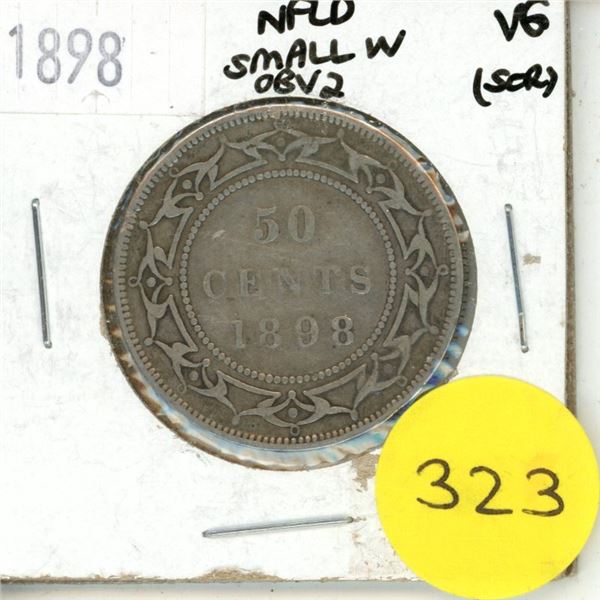 1898
NFLD
SMALL W
OBV2
VG
(SCR)
50
CENTS
1898
323